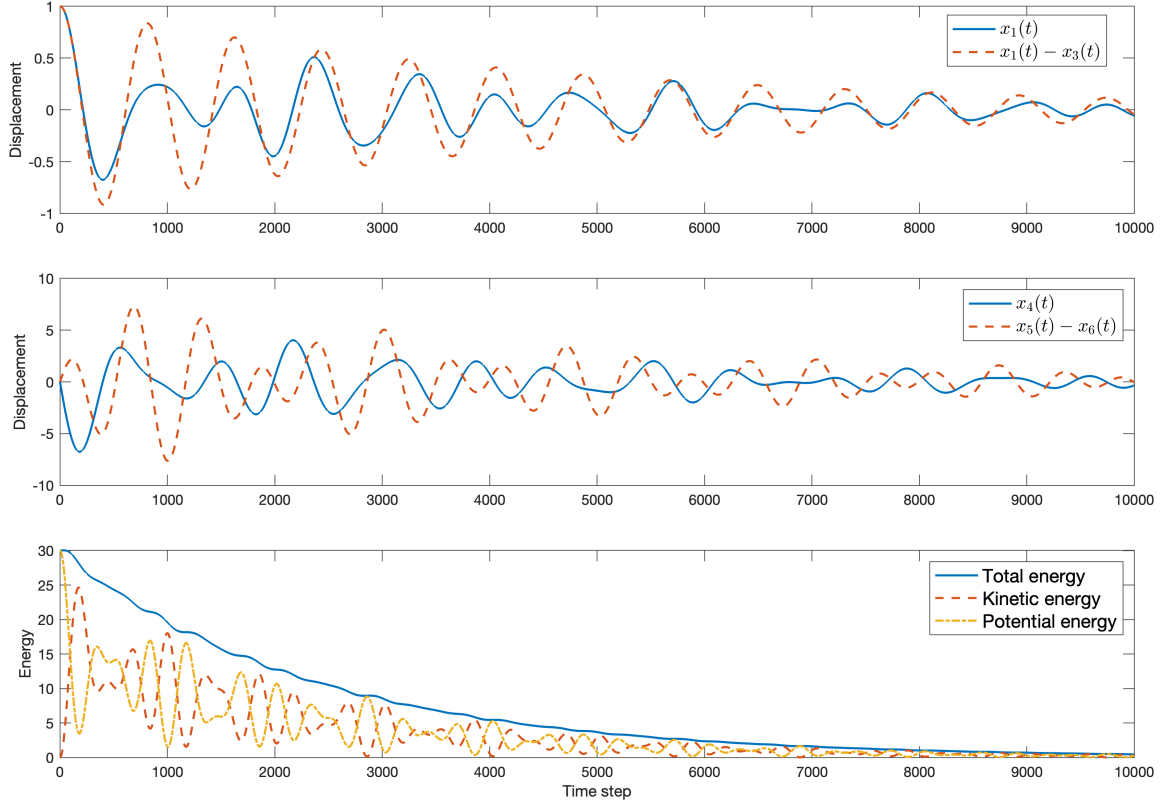 1
0.5
0
-0.5
-1
Displacement
x₁(t)
x₁(t) − x₃(t)
0 1000 2000 3000 4000 5000 6000 7000 8000 9000 10000
10
5
0
-5
-10
Displacement
x₄(t)
x₅(t) − x₆(t)
0 1000 2000 3000 4000 5000 6000 7000 8000 9000 10000
30
25
20
15
10
5
0
Energy
Total energy
Kinetic energy
Potential energy
0 1000 2000 3000 4000 5000 6000 7000 8000 9000 10000
Time step